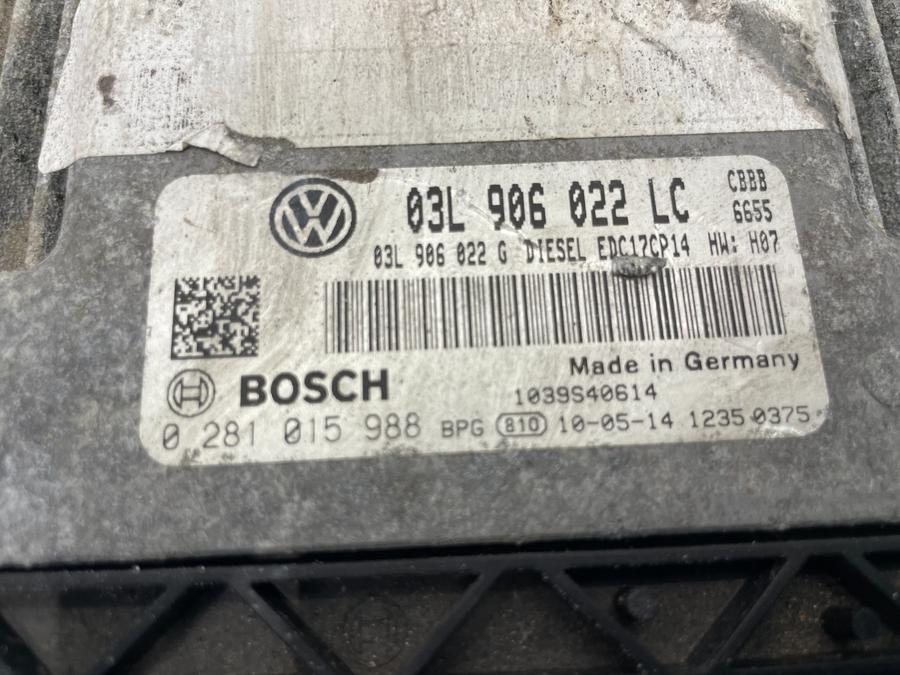 03L 906 022 LC CBBB
6655
03L 906 022 G DIESEL EDC17CP14 HW: H07
Made in Germany
BOSCH 1039S40614
0 281 015 988 BPG 810 10-05-14 1235 0375